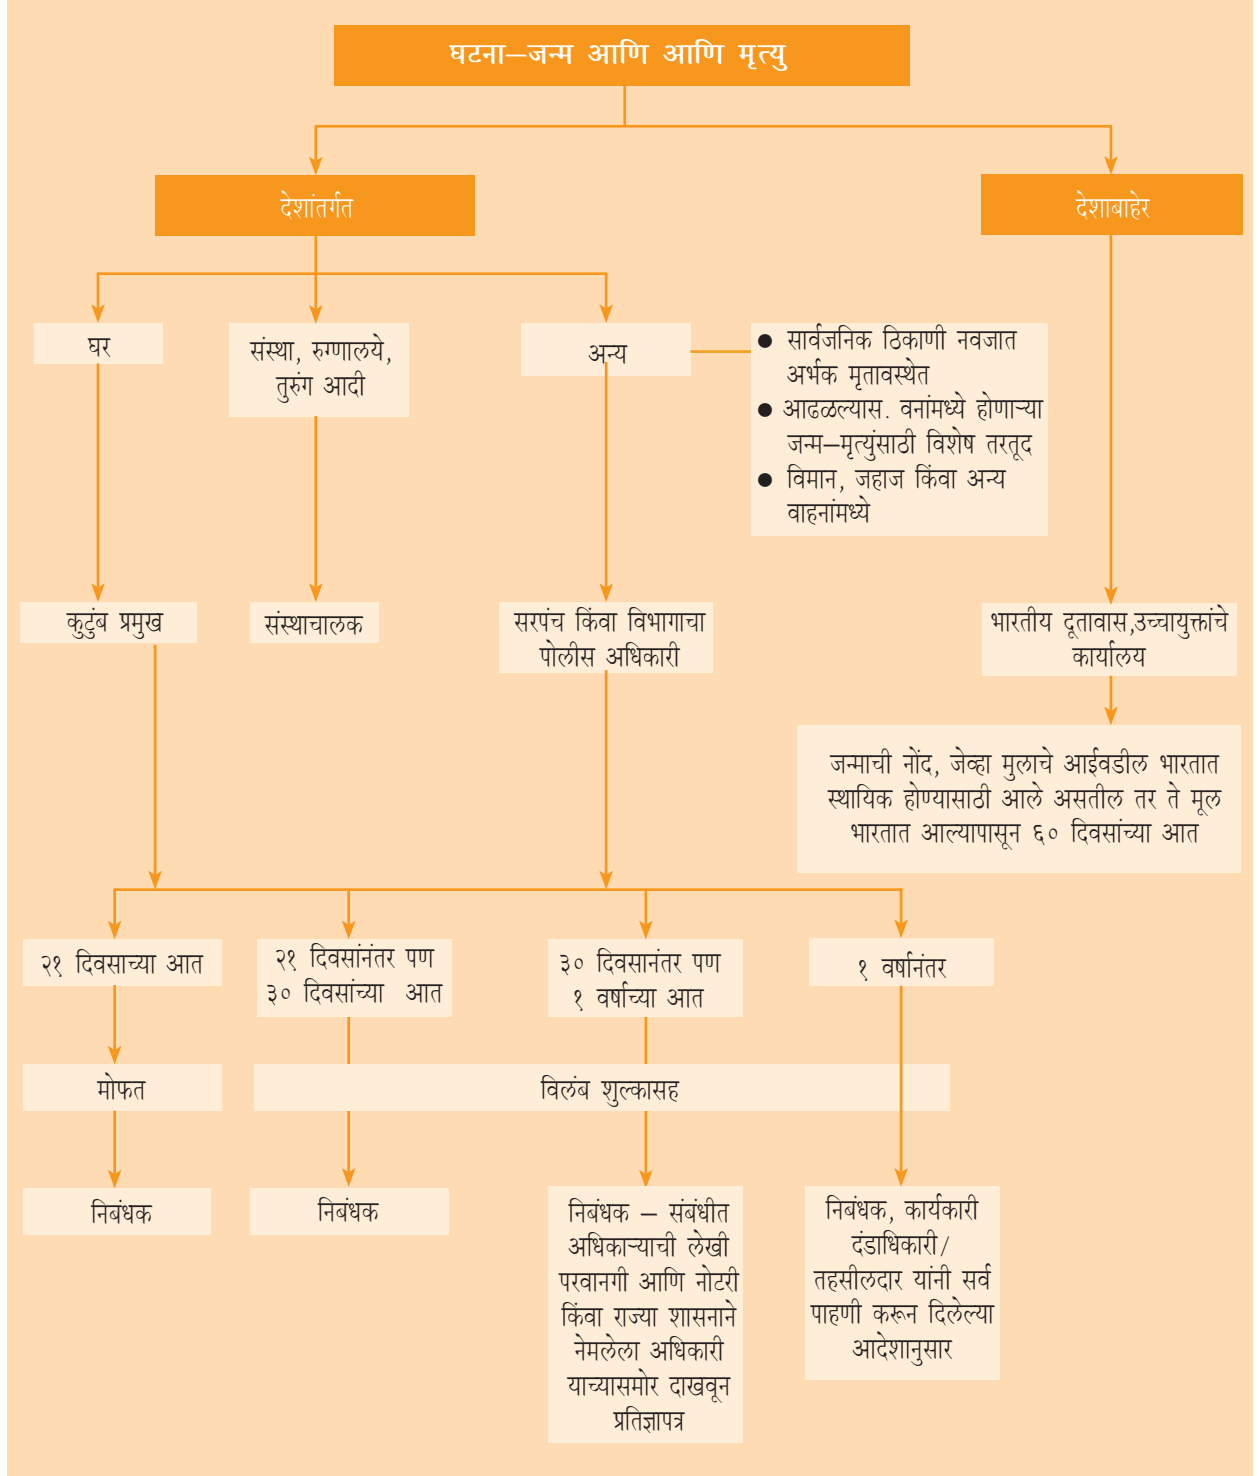 घटना–जन्म आणि आणि मृत्यु
देशांतर्गत
देशाबाहेर
घर
संस्था, रुग्णालये,
तुरुंग आदी
अन्य
● सार्वजनिक ठिकाणी नवजात
अर्भक मृतावस्थेत
● आढळल्यास. वनांमध्ये होणाऱ्या
जन्म–मृत्युंसाठी विशेष तरतूद
● विमान, जहाज किंवा अन्य
वाहनांमध्ये
कुटुंब प्रमुख
संस्थाचालक
सरपंच किंवा विभागाचा
पोलीस अधिकारी
भारतीय दूतावास,उच्चायुक्तांचे
कार्यालय
जन्माची नोंद, जेव्हा मुलाचे आईवडील भारतात
स्थायिक होण्यासाठी आले असतील तर ते मूल
भारतात आल्यापासून ६० दिवसांच्या आत
२१ दिवसाच्या आत
२१ दिवसांनंतर पण
३० दिवसांच्या आत
३० दिवसानंतर पण
१ वर्षाच्या आत
१ वर्षानंतर
मोफत
विलंब शुल्कासह
निबंधक
निबंधक
निबंधक – संबंधीत
अधिकाऱ्याची लेखी
परवानगी आणि नोटरी
किंवा राज्या शासनाने
नेमलेला अधिकारी
याच्यासमोर दाखवून
प्रतिज्ञापत्र
निबंधक, कार्यकारी
दंडाधिकारी/
तहसीलदार यांनी सर्व
पाहणी करून दिलेल्या
आदेशानुसार